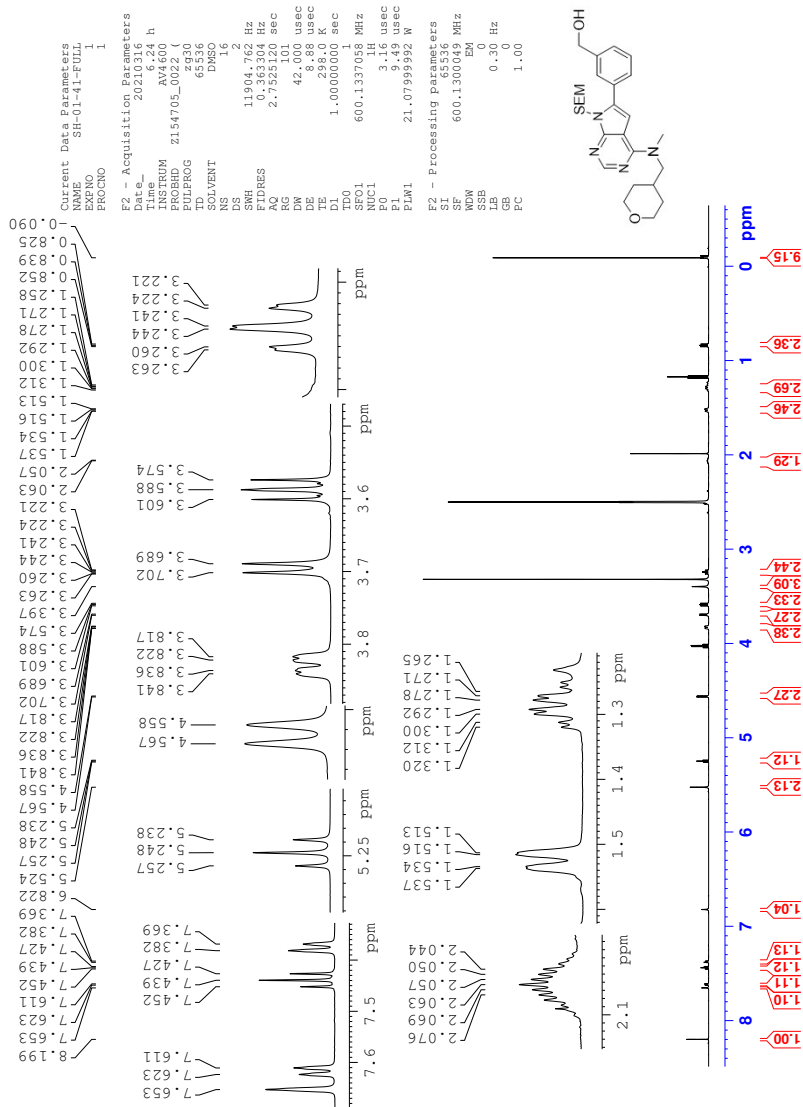 Current Data Parameters
NAME SH-01-41-FULL
EXPNO 1
PROCNO 1
F2 - Acquisition Parameters
Date_ 20210316
Time 6.24 h
INSTRUM AV4600
PROBHD Z154705_0022 (
PULPROG zg30
TD 65536
SOLVENT DMSO
NS 16
DS 2
SWH 11904.762 Hz
FIDRES 0.363304 Hz
AQ 2.7525120 sec
RG 101
DW 42.000 usec
DE 8.88 usec
TE 298.0 K
D1 1.00000000 sec
TD0 1
SFO1 600.1337058 MHz
NUC1 1H
P0 3.16 usec
P1 9.49 usec
PLW1 21.07999992 W
F2 - Processing parameters
SI 65536
SF 600.1300049 MHz
WDW EM
SSB 0
LB 0.30 Hz
GB 0
PC 1.00
-0.090
0.825
0.839
0.852
1.258
1.271
1.278
1.292
1.300
1.312
1.513
1.516
1.534
1.537
2.057
2.063
3.221
3.224
3.241
3.244
3.260
3.263
3.397
3.574
3.588
3.601
3.689
3.702
3.817
3.822
3.836
3.841
4.558
4.567
5.238
5.248
5.257
5.524
6.822
7.369
7.382
7.427
7.439
7.452
7.611
7.623
7.653
8.199
3.221
3.224
3.241
3.244
3.260
3.263
ppm
3.574
3.588
3.601
3.689
3.702
3.817
3.822
3.836
3.841
3.6
3.7
3.8
ppm
4.558
4.567
ppm
5.238
5.248
5.257
5.25
ppm
7.369
7.382
7.427
7.439
7.452
7.611
7.623
7.653
7.5
7.6
ppm
1.265
1.271
1.278
1.292
1.300
1.312
1.320
1.513
1.516
1.534
1.537
1.3
1.4
1.5
ppm
2.044
2.050
2.057
2.063
2.069
2.076
2.1
ppm
OH
SEM
N
N
N
N
O
8
7
6
5
4
3
2
1
0
ppm
1.00
1.10
1.11
1.12
1.13
1.04
2.13
1.12
2.27
2.38
2.27
2.33
3.09
2.44
1.29
2.46
2.69
2.36
9.15